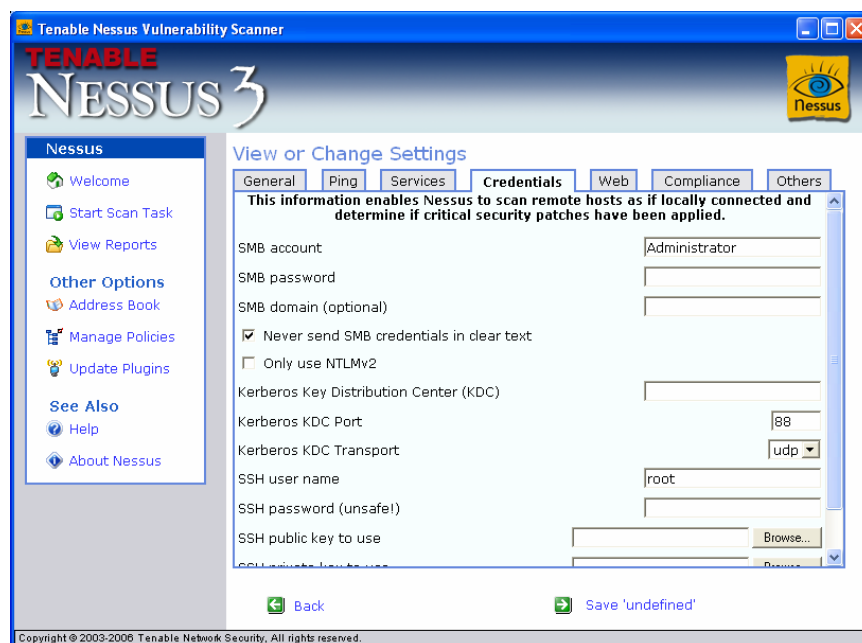 Tenable Nessus Vulnerability Scanner
TENABLE
NESSUS 3
Nessus
Nessus
Welcome
Start Scan Task
View Reports
Other Options
Address Book
Manage Policies
Update Plugins
See Also
Help
About Nessus
View or Change Settings
General Ping Services Credentials Web Compliance Others
This information enables Nessus to scan remote hosts as if locally connected and
determine if critical security patches have been applied.
SMB account Administrator
SMB password
SMB domain (optional)
Never send SMB credentials in clear text
Only use NTLMv2
Kerberos Key Distribution Center (KDC)
Kerberos KDC Port 88
Kerberos KDC Transport udp
SSH user name root
SSH password (unsafe!)
SSH public key to use Browse...
SSH private key to use Browse...
Back Save 'undefined'
Copyright © 2003-2006 Tenable Network Security, All rights reserved.